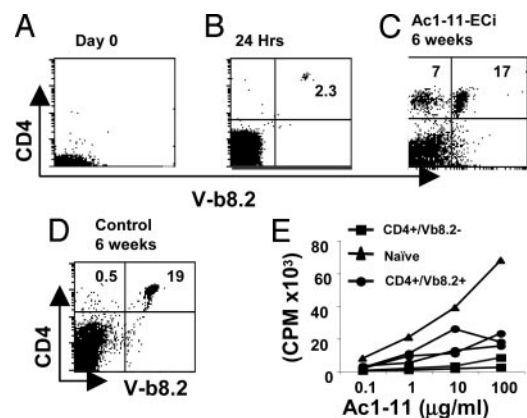 A
Day 0
B
24 Hrs
2.3
C
Ac1-11-ECi
6 weeks
7
17
CD4
V-b8.2
D
Control
6 weeks
0.5
19
CD4
V-b8.2
E
CD4+/Vb8.2-
Naïve
CD4+/Vb8.2+
(CPM x10³)
80
60
40
20
0
0.1
1
10
100
Ac1-11 (μg/ml)